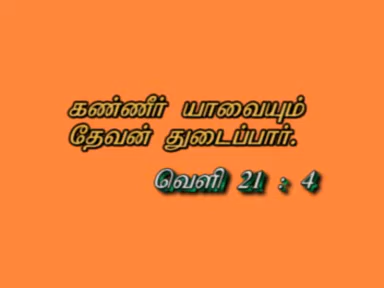 கண்ணீர் யாவையும்
தேவன் துடைப்பார்.
வெளி 21 : 4